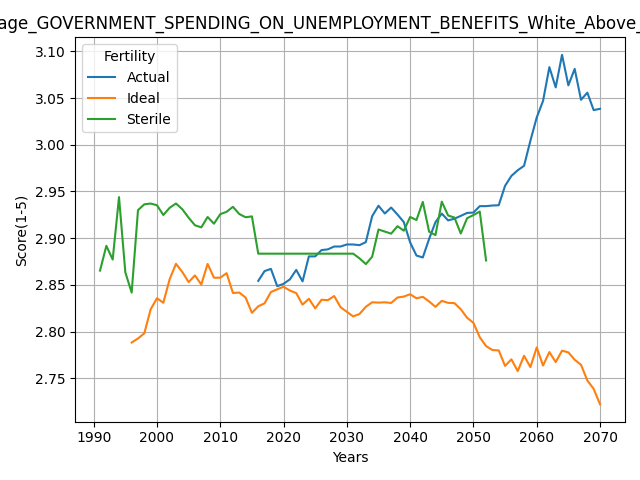 age_GOVERNMENT_SPENDING_ON_UNEMPLOYMENT_BENEFITS_White_Above_
Fertility
Actual
Ideal
Sterile
3.10
3.05
3.00
2.95
2.90
2.85
2.80
2.75
Score(1-5)
1990 2000 2010 2020 2030 2040 2050 2060 2070
Years